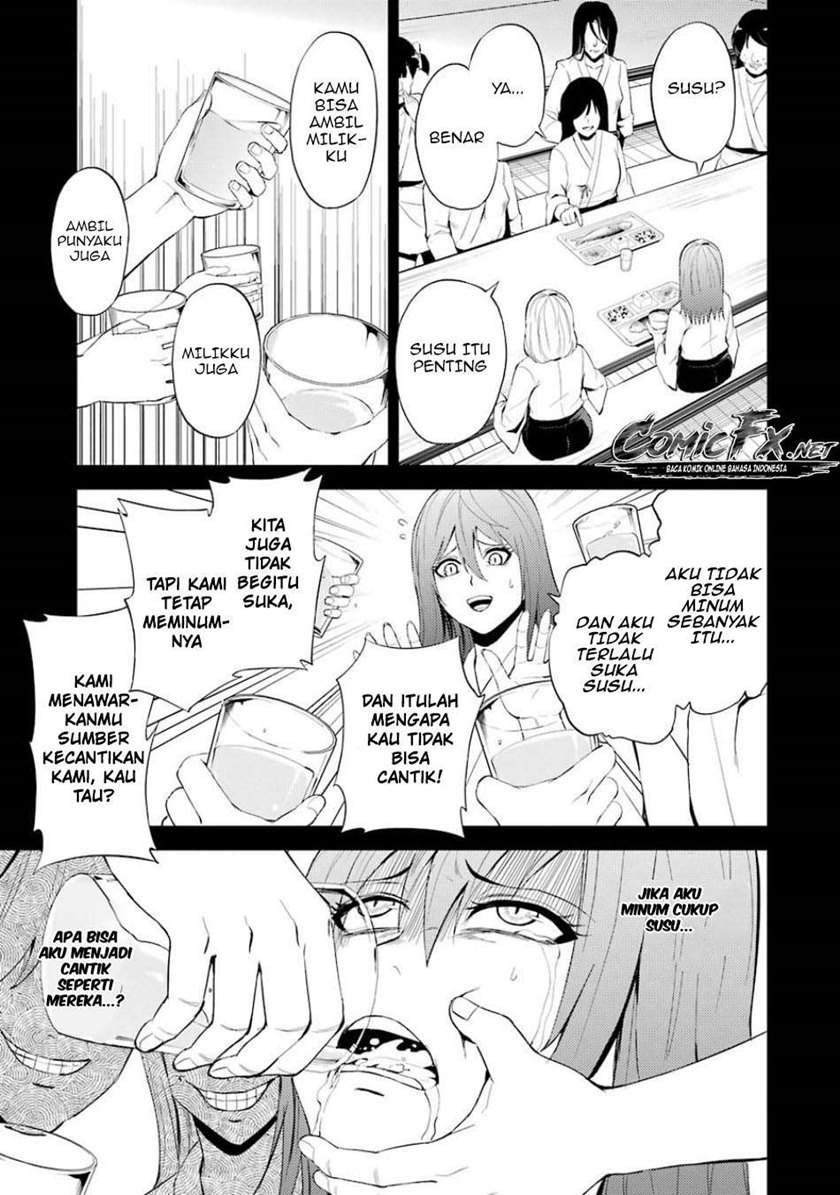 SUSU?
YA...
BENAR
SUSU ITU
PENTING
KAMU
BISA
AMBIL
MILIK-
KU
AMBIL
PUNYAKU
JUGA
MILIKKU
JUGA
COMICFX.NET
BACA KOMIK ONLINE BAHASA INDONESIA
AKU TIDAK
BISA
MINUM
SEBANYAK
ITU...
DAN AKU
TIDAK
TERLALU
SUKA
SUSU...
KITA
JUGA
TIDAK
BEGITU
SUKA,
TAPI KAMI
TETAP
MEMINUM-
NYA
DAN ITULAH
MENGAPA
KAU TIDAK
BISA
CANTIK!
KAMI
MENAWAR-
KANMU
SUMBER
KECANTIKAN
KAMI, KAU
TAU?
JIKA AKU
MINUM CUKUP
SUSU...
APA BISA
AKU MENJADI
CANTIK
SEPERTI
MEREKA...?